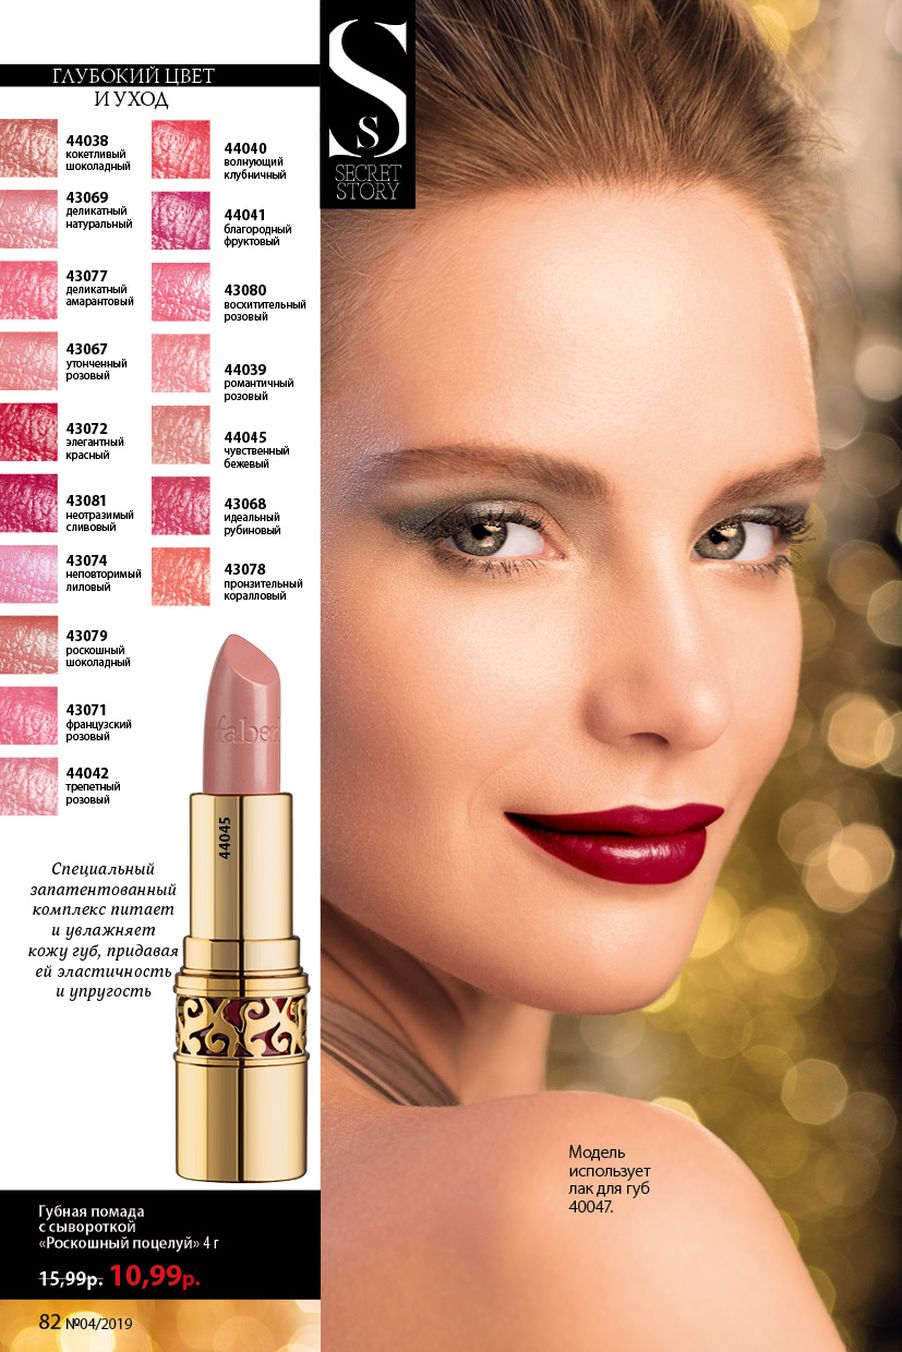 ГЛУБОКИЙ ЦВЕТ
И УХОД
S
S
SECRET
STORY
44038
кокетливый
шоколадный
43069
деликатный
натуральный
43077
деликатный
амарантовый
43067
утонченный
розовый
43072
элегантный
красный
43081
неотразимый
сливовый
43074
неповторимый
лиловый
43079
роскошный
шоколадный
43071
французский
розовый
44042
трепетный
розовый
44040
волнующий
клубничный
44041
благородный
фруктовый
43080
восхитительный
розовый
44039
романтичный
розовый
44045
чувственный
бежевый
43068
идеальный
рубиновый
43078
пронзительный
коралловый
faberl
44045
Специальный
запатентованный
комплекс питает
и увлажняет
кожу губ, придавая
ей эластичность
и упругость
Модель
использует
лак для губ
40047.
Губная помада
с сывороткой
«Роскошный поцелуй» 4 г
15,99р. 10,99р.
82 №04/2019